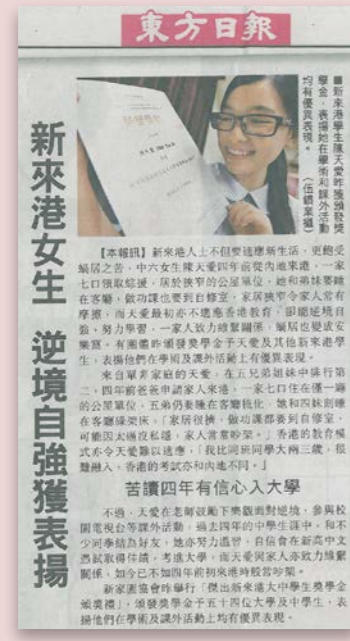 東方日報
■新來港學生陳天愛昨獲頒發獎
學金，表揚她在學術和課外活動
均有優異表現。
新來港女生 逆境自強獲表揚
【本報訊】新來港人士不但要適應新生活，更飽受
蝸居之苦，中六女生陳天愛四年前從內地來港，一家
七口領取綜援，居於狹窄的公屋單位，她和弟妹要睡
在客廳，做功課也要到自修室，家居狹窄令家人常有
摩擦，而天愛最初亦不適應香港教育，卻能逆境自
強、努力學習，一家人致力維繫關係，蝸居也變成安
樂窩。有團體昨頒發獎學金予天愛及其他新來港學
生，表揚他們在學術及課外活動上有優異表現。
來自單非家庭的天愛，在五兄弟姐妹中排行第
二，四年前爸爸申請家人來港，一家七口住在僅一廳
的公屋單位，五弟仍要睡在客廳梳化，她和四妹則睡
在客廳碌架床，「家居很擠，做功課都要到自修室，
可能因太過沒私隱，家人常常吵架。」香港的教育模
式亦令天愛難以適應，「我比同班同學大兩三歲，很
難融入，香港的考試亦和內地不同。」
苦讀四年有信心入大學
不過，天愛在老師鼓勵下樂觀面對逆境，參與校
園電視台等課外活動，過去四年的中學生涯中，和不
少同學結為好友，她亦努力溫習，自信會在新高中文
憑試取得佳績，考進大學，而天愛與家人亦致力維繫
關係，如今已不如四年前初來港時般常吵架。
新家園協會昨舉行「傑出新來港大中學生獎學金
頒獎禮」，頒發獎學金予五十四位大學及中學生，表
揚他們在學術及課外活動上均有優異表現。